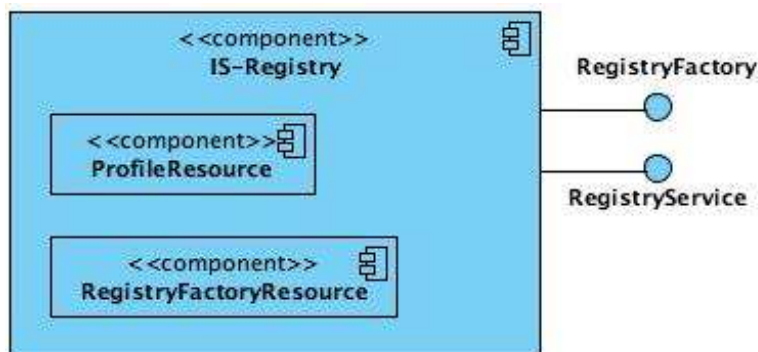 <<component>>
IS-Registry
RegistryFactory
<<component>>
ProfileResource
RegistryService
<<component>>
RegistryFactoryResource